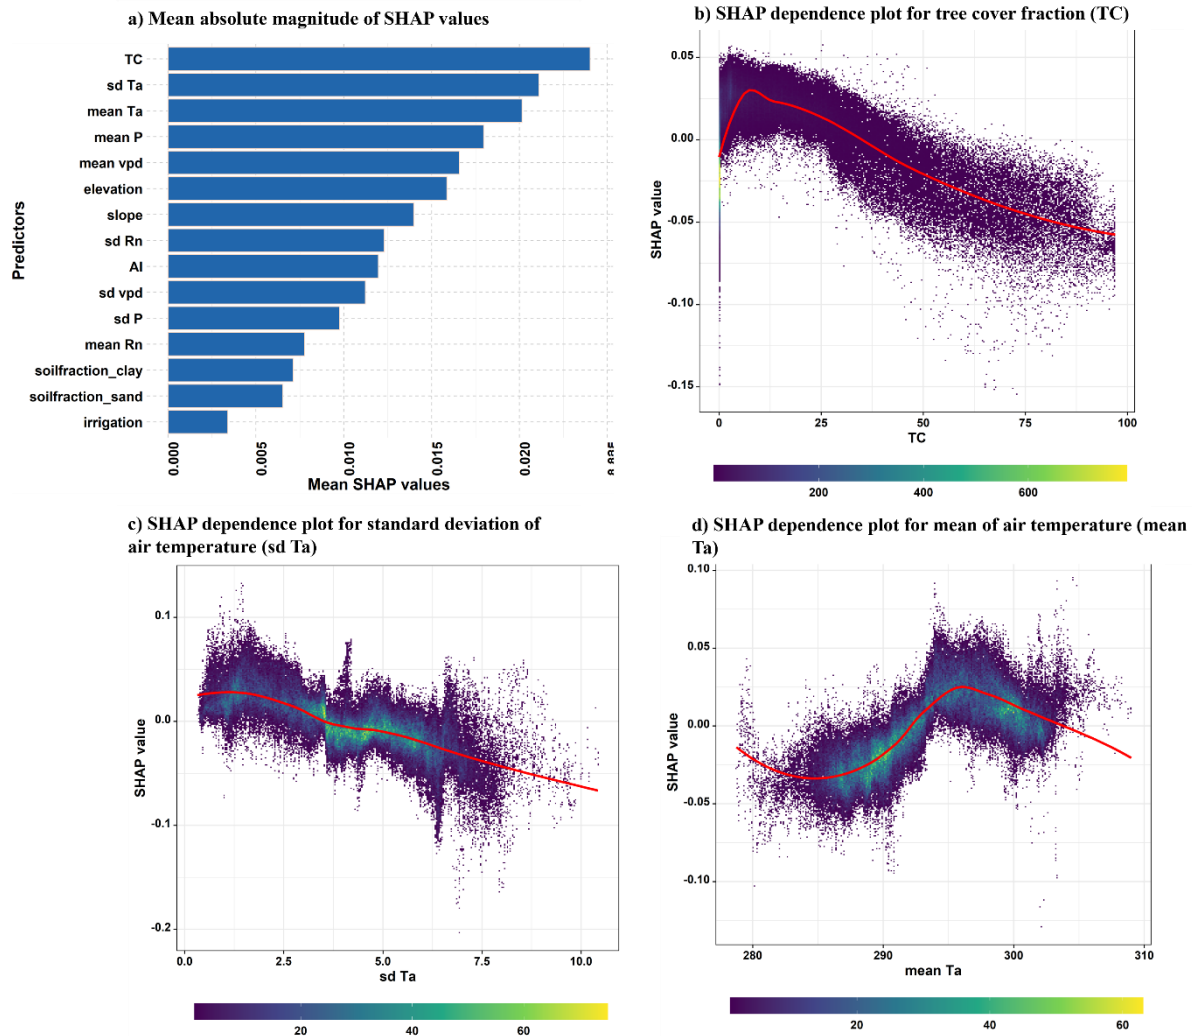 a) Mean absolute magnitude of SHAP values
TC
sd Ta
mean Ta
mean P
mean vpd
elevation
slope
sd Rn
AI
sd vpd
sd P
mean Rn
soilfraction_clay
soilfraction_sand
irrigation
Predictors
0.000
0.005
0.010
0.015
0.020
Mean SHAP values
b) SHAP dependence plot for tree cover fraction (TC)
0.05
0.00
-0.05
-0.10
-0.15
SHAP value
0
25
50
75
100
TC
200
400
600
c) SHAP dependence plot for standard deviation of
air temperature (sd Ta)
0.1
0.0
-0.1
-0.2
SHAP value
0.0
2.5
5.0
7.5
10.0
sd Ta
20
40
60
d) SHAP dependence plot for mean of air temperature (mean
Ta)
0.10
0.05
0.00
-0.05
-0.10
SHAP value
280
290
300
310
mean Ta
20
40
60